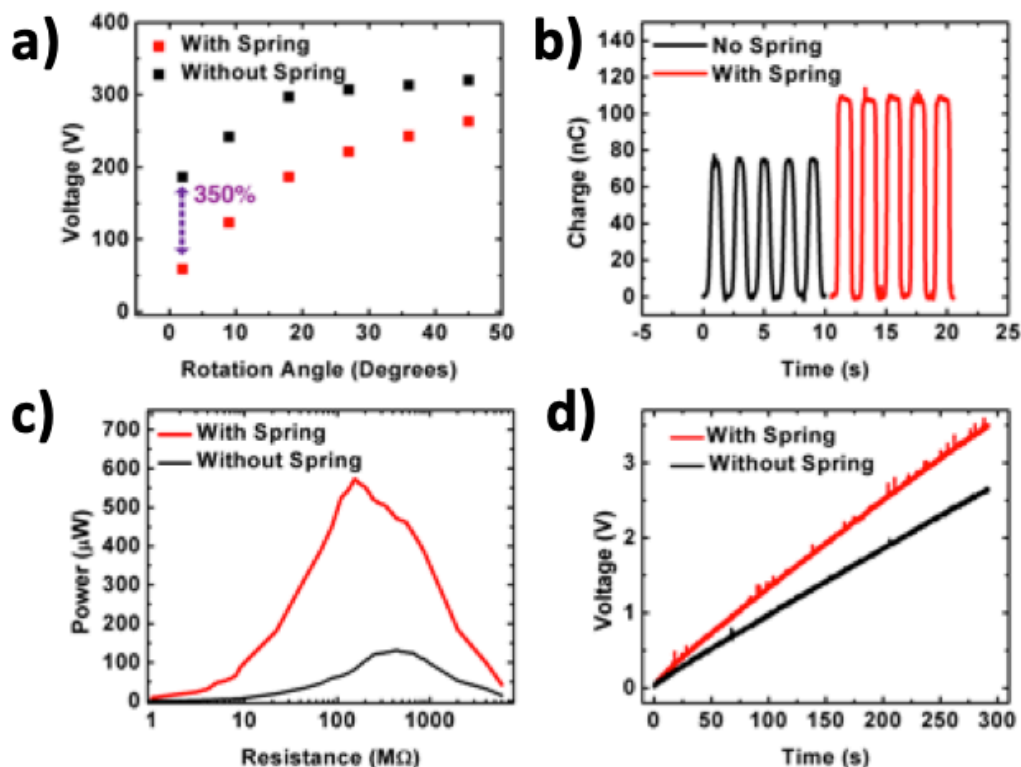 a)
400
300
200
100
0
Voltage (V)
With Spring
Without Spring
350%
0 10 20 30 40 50
Rotation Angle (Degrees)
b)
140
120
100
80
60
40
20
0
Charge (nC)
No Spring
With Spring
-5 0 5 10 15 20 25
Time (s)
c)
700
600
500
400
300
200
100
0
Power (μW)
With Spring
Without Spring
1 10 100 1000
Resistance (MΩ)
d)
3
2
1
0
Voltage (V)
With Spring
Without Spring
0 50 100 150 200 250 300
Time (s)